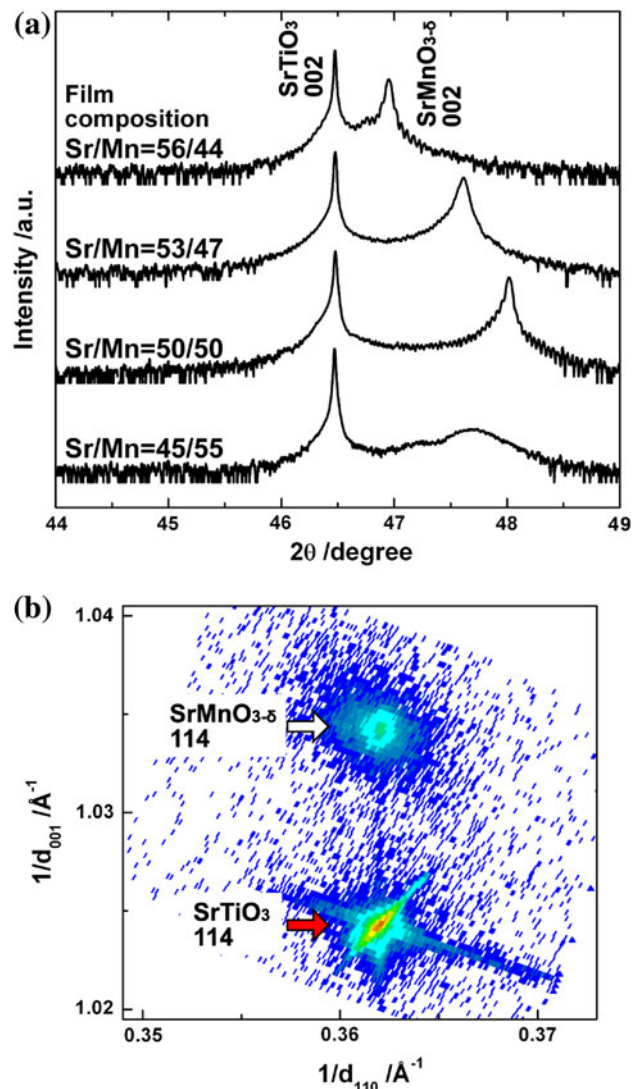 (a)
SrTiO3
002
SrMnO3-δ
002
Film
composition
Sr/Mn=56/44
Sr/Mn=53/47
Sr/Mn=50/50
Sr/Mn=45/55
Intensity /a.u.
44 45 46 47 48 49
2θ /degree
(b)
1.04
SrMnO3-δ
114
1.03
1/d001 /Å-1
SrTiO3
114
1.02
0.35 0.36 0.37
1/d110 /Å-1